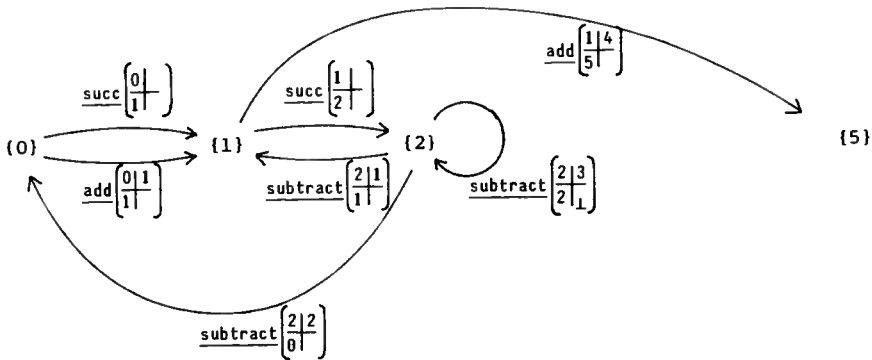 add [1|4
5|]
succ [0|
1|]
succ [1|
2|]
{0}
{1}
{2}
{5}
add [0|1
1|]
subtract [2|1
1|]
subtract [2|3
2|⊥]
subtract [2|2
0|]